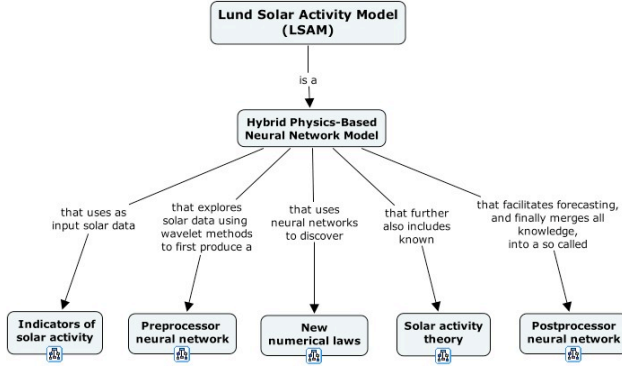 Lund Solar Activity Model
(LSAM)
is a
Hybrid Physics-Based
Neural Network Model
that uses as
input solar data
that explores
solar data using
wavelet methods
to first produce a
that uses
neural networks
to discover
that further
also includes
known
that facilitates forecasting,
and finally merges all
knowledge,
into a so called
Indicators of
solar activity
Preprocessor
neural network
New
numerical laws
Solar activity
theory
Postprocessor
neural network